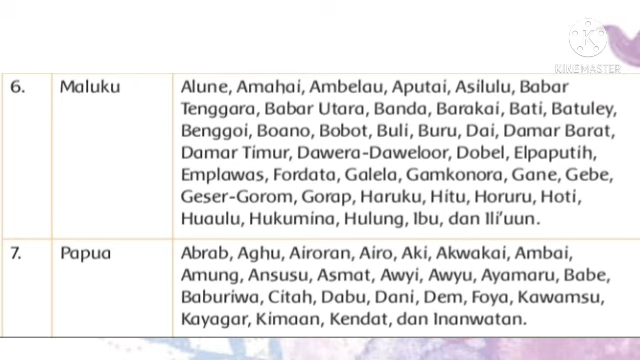 KINEMASTER
6. Maluku Alune, Amahai, Ambelau, Aputai, Asilulu, Babar
Tenggara, Babar Utara, Banda, Barakai, Bati, Batuley,
Benggoi, Boano, Bobot, Buli, Buru, Dai, Damar Barat,
Damar Timur, Dawera-Daweloor, Dobel, Elpaputih,
Emplawas, Fordata, Galela, Gamkonora, Gane, Gebe,
Geser-Gorom, Gorap, Haruku, Hitu, Horuru, Hoti,
Huaulu, Hukumina, Hulung, Ibu, dan Ili'uun.
7. Papua Abrab, Aghu, Airoran, Airo, Aki, Akwakai, Ambai,
Amung, Ansusu, Asmat, Awyi, Awyu, Ayamaru, Babe,
Baburiwa, Citah, Dabu, Dani, Dem, Foya, Kawamsu,
Kayagar, Kimaan, Kendat, dan Inanwatan.